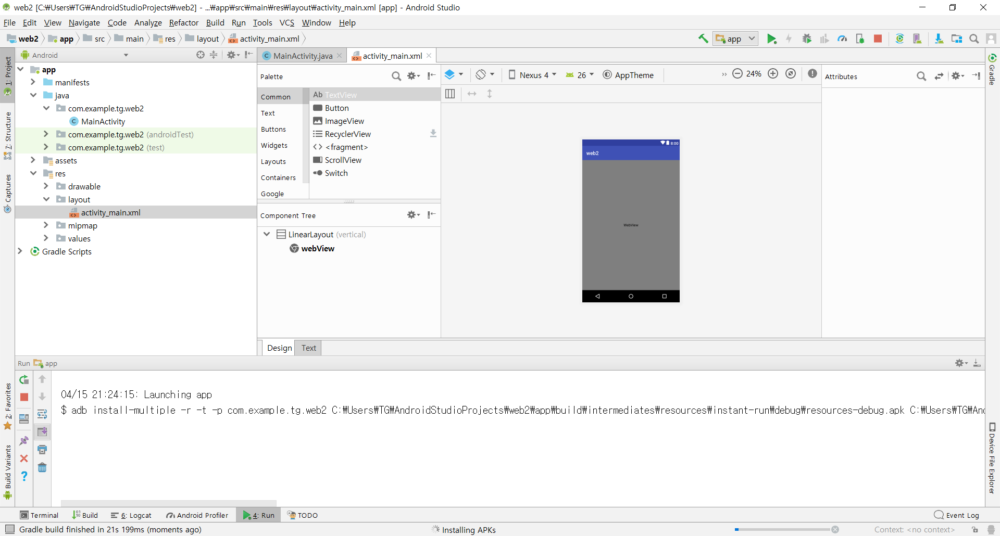 web2 [C:\Users\TG\AndroidStudioProjects\web2] - ...\app\src\main\res\layout\activity_main.xml [app] - Android Studio
File Edit View Navigate Code Analyze Refactor Build Run Tools VCS Window Help
web2 app src main res layout activity_main.xml
app
1: Project
7: Structure
Captures
2: Favorites
Build Variants
Android
app
manifests
java
com.example.tg.web2
MainActivity
com.example.tg.web2 (androidTest)
com.example.tg.web2 (test)
assets
res
drawable
layout
activity_main.xml
mipmap
values
Gradle Scripts
MainActivity.java activity_main.xml
Palette
Common
Text
Buttons
Widgets
Layouts
Containers
Google
Ab TextView
Button
ImageView
RecyclerView
<fragment>
ScrollView
Switch
Component Tree
LinearLayout (vertical)
webView
Nexus 4 26 AppTheme 24%
8:00
web2
WebView
Attributes
Gradle
Device File Explorer
Design Text
Run app
04/15 21:24:15: Launching app
$ adb install-multiple -r -t -p com.example.tg.web2 C:₩Users₩TG₩AndroidStudioProjects₩web2₩app₩build₩intermediates₩resources₩instant-run₩debug₩resources-debug.apk C:₩Users₩TG₩And
Terminal Build 6: Logcat Android Profiler 4: Run TODO Event Log
Gradle build finished in 21s 199ms (moments ago) Installing APKs Context: <no context>